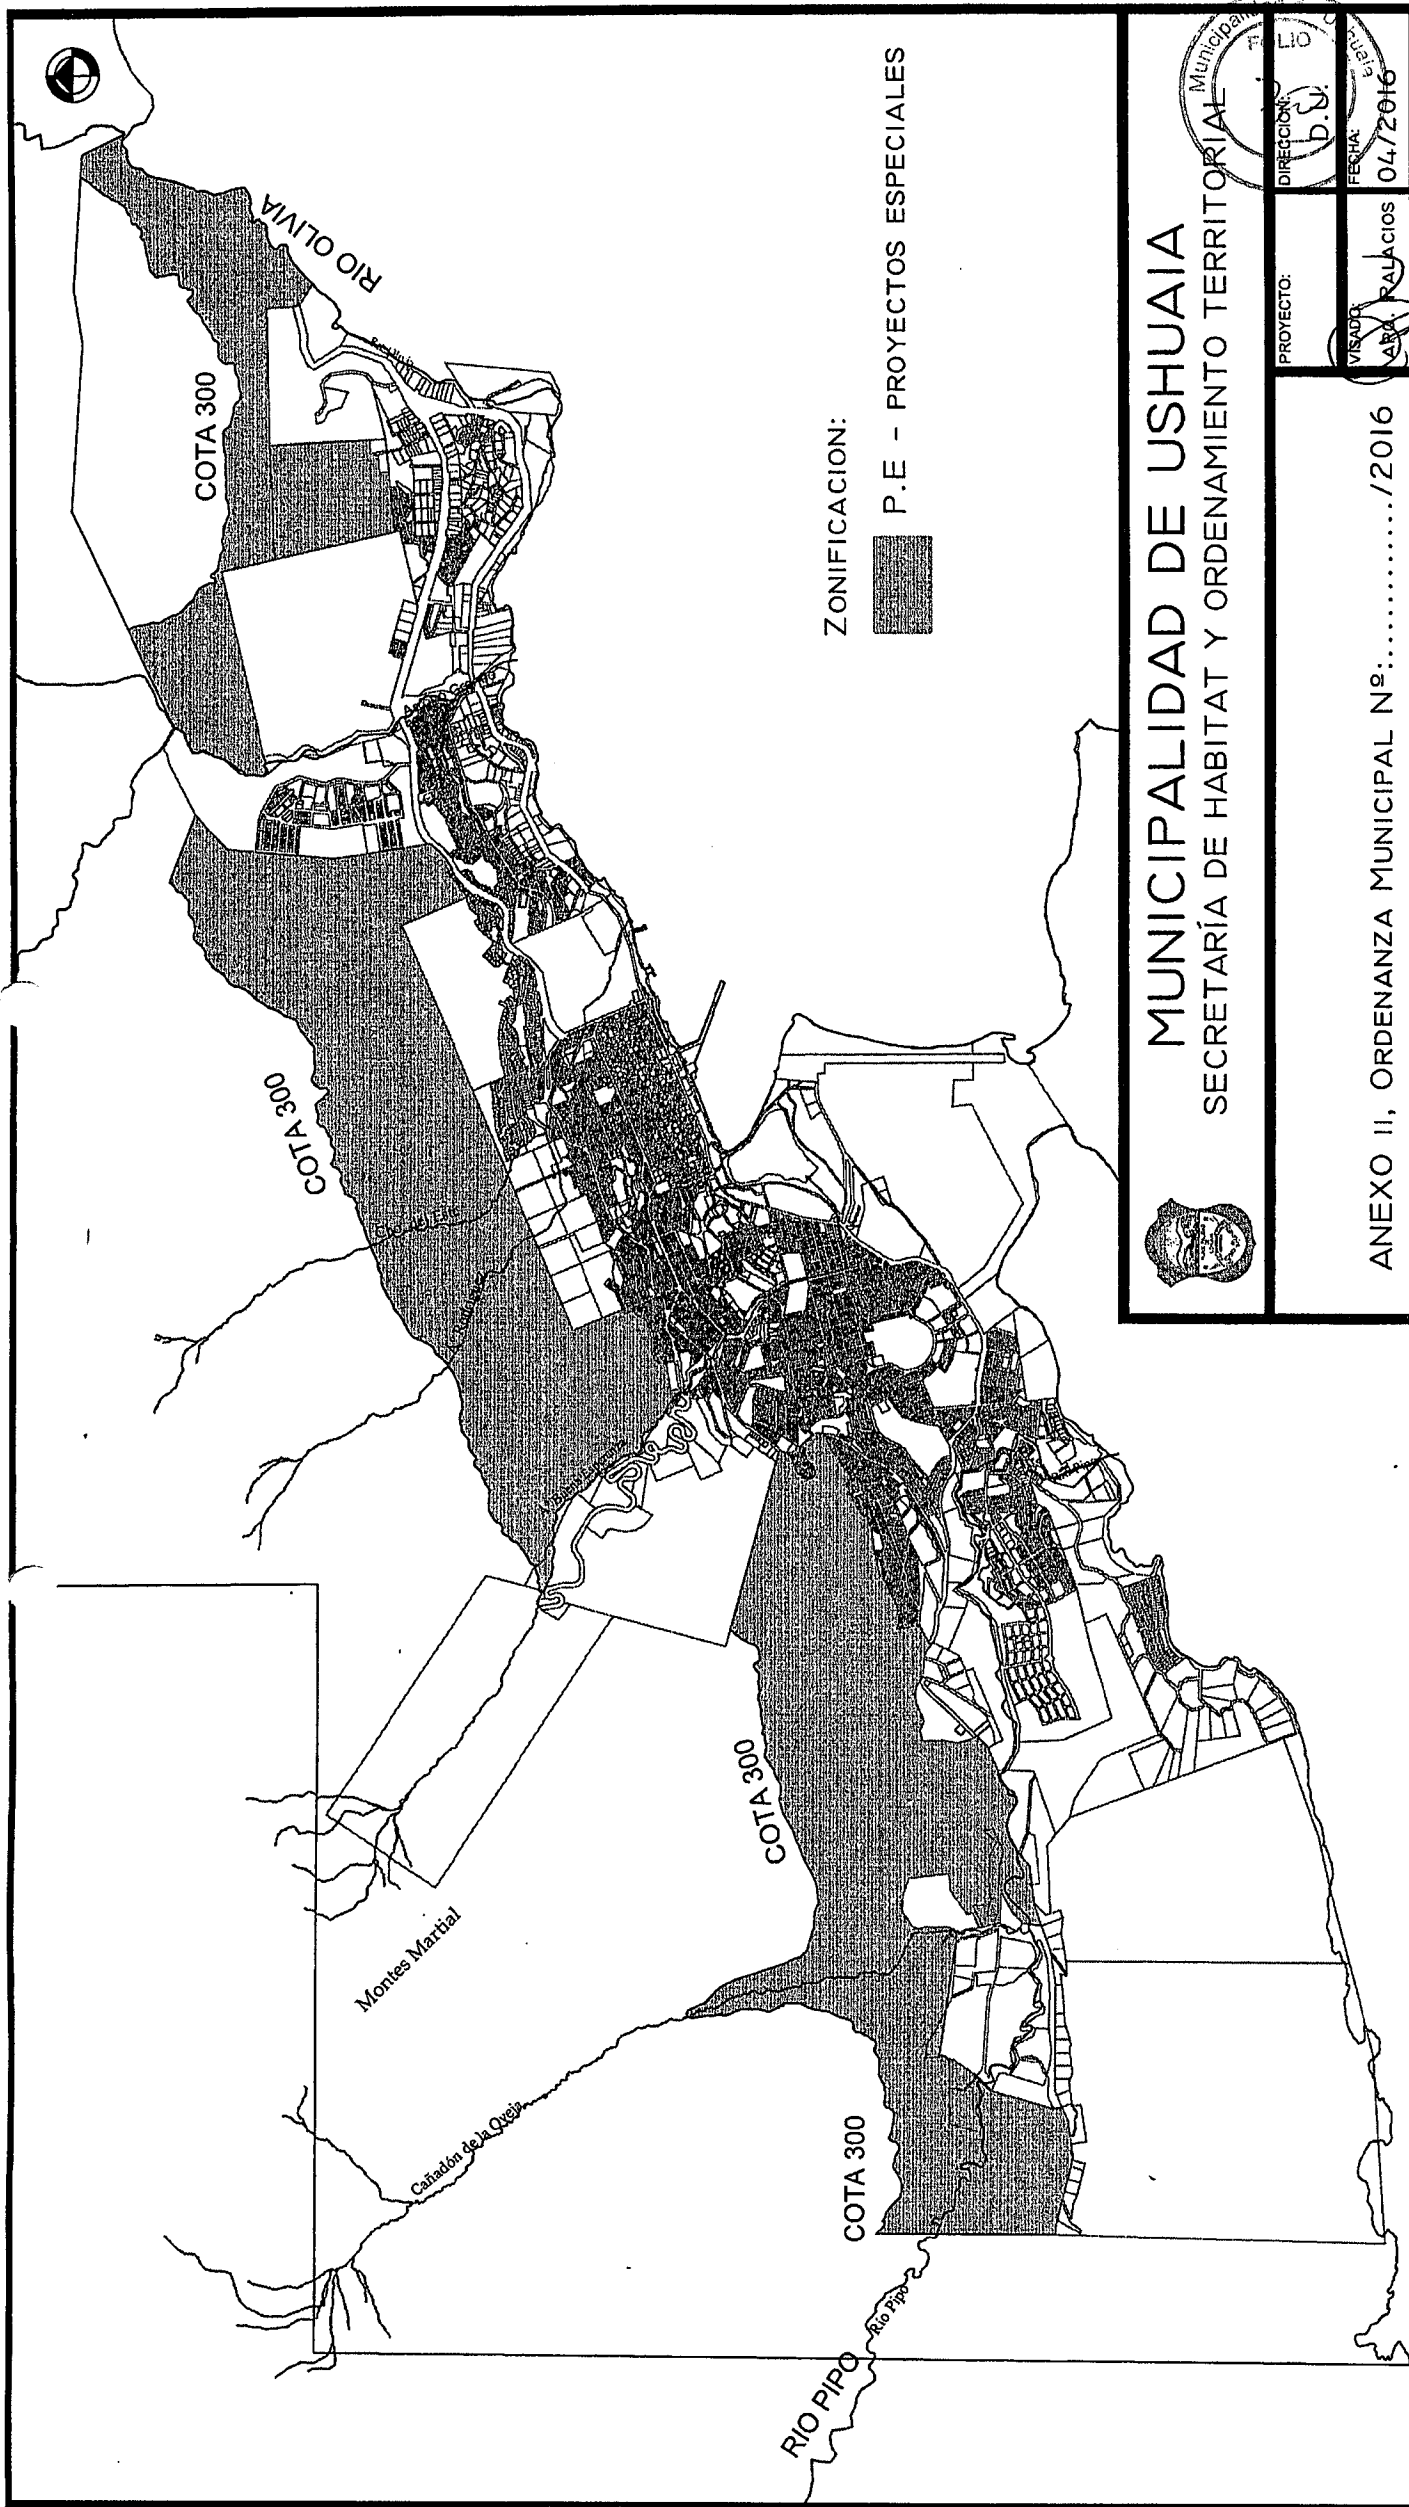 RIO OLIVIA
COTA 300
COTA 300
COTA 300
COTA 300
Montes Martial
Cañadón de la Oveja
Río Pipo
RIO PIPO
ZONIFICACION:
P.E - PROYECTOS ESPECIALES
MUNICIPALIDAD DE USHUAIA
SECRETARÍA DE HABITAT Y ORDENAMIENTO TERRITORIAL
PROYECTO:
DIRECCIÓN:
D.U.
VISADO:
ARQ. PALACIOS
FECHA:
04/2016
FOLIO
ANEXO II, ORDENANZA MUNICIPAL Nº:............/2016